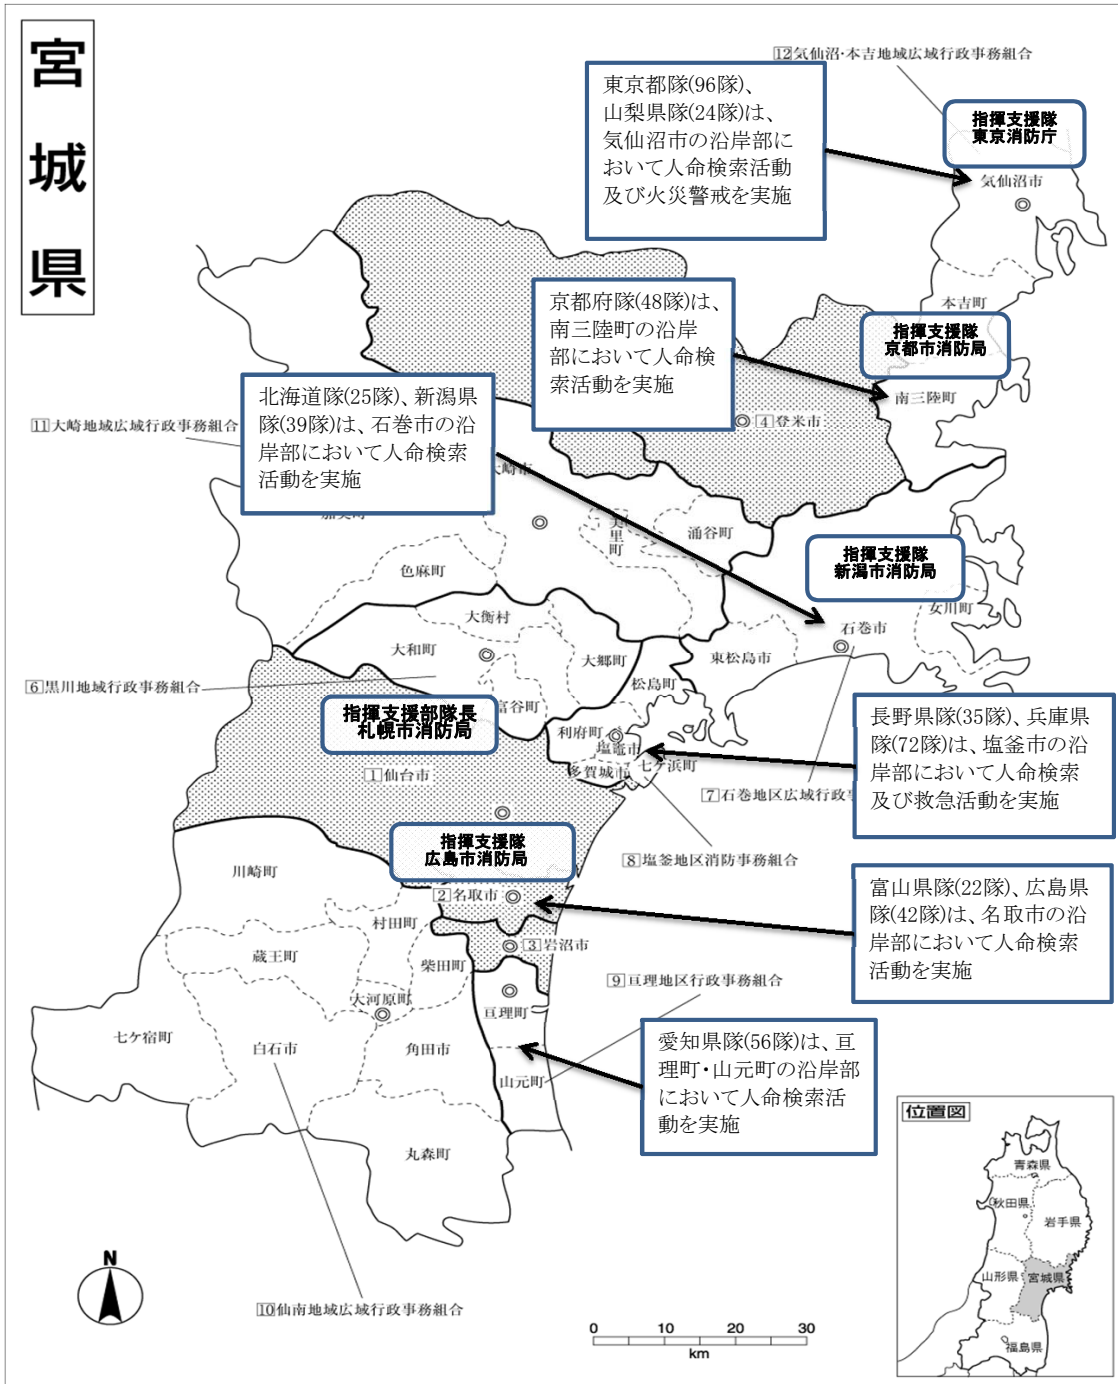 宮城県
12気仙沼・本吉地域広域行政事務組合
東京都隊(96隊)、
山梨県隊(24隊)は、
気仙沼市の沿岸部に
おいて人命検索活動
及び火災警戒を実施
指揮支援隊
東京消防庁
気仙沼市
京都府隊(48隊)は、
南三陸町の沿岸
部において人命検
索活動を実施
本吉町
指揮支援隊
京都市消防局
南三陸町
北海道隊(25隊)、新潟県
隊(39隊)は、石巻市の沿
岸部において人命検索
活動を実施
11大崎地域広域行政事務組合
4登米市
大崎市
加美町
美里町
涌谷町
指揮支援隊
新潟市消防局
色麻町
女川町
大衡村
石巻市
大和町
大郷町
東松島市
6黒川地域行政事務組合
松島町
富谷町
指揮支援部隊長
札幌市消防局
利府町
塩竈市
長野県隊(35隊)、兵庫県
隊(72隊)は、塩釜市の沿
岸部において人命検索
及び救急活動を実施
1仙台市
多賀城市
七ケ浜町
7石巻地区広域行政事
指揮支援隊
広島市消防局
8塩釜地区消防事務組合
川崎町
2名取市
富山県隊(22隊)、広島県
隊(42隊)は、名取市の沿
岸部において人命検索
活動を実施
村田町
3岩沼市
蔵王町
柴田町
9亘理地区行政事務組合
大河原町
亘理町
七ケ宿町
白石市
角田市
愛知県隊(56隊)は、亘
理町・山元町の沿岸部
において人命検索活
動を実施
山元町
丸森町
位置図
青森県
秋田県
岩手県
山形県
宮城県
福島県
N
10仙南地域広域行政事務組合
0 10 20 30
km